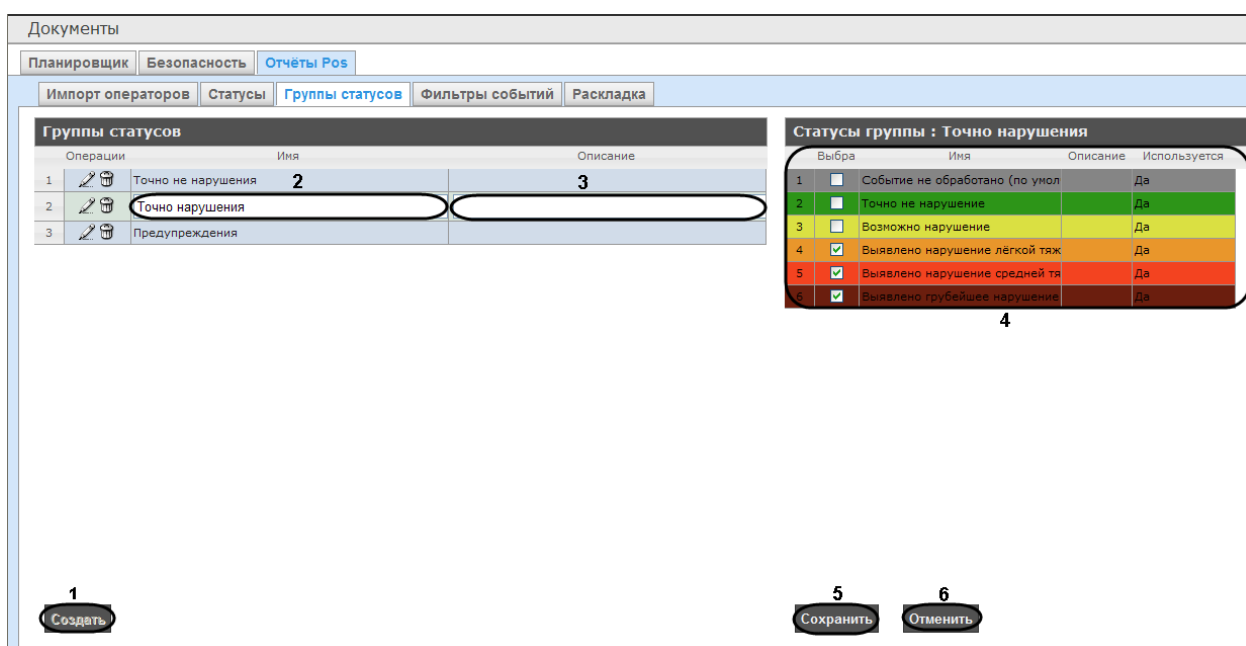 Документы
Планировщик Безопасность Отчёты Pos
Импорт операторов Статусы Группы статусов Фильтры событий Раскладка
Группы статусов
Операции Имя Описание
1 Точно не нарушения 2 3
2 Точно нарушения
3 Предупреждения
Статусы группы : Точно нарушения
Выбра Имя Описание Используется
1 Событие не обработано (по умол Да
2 Точно не нарушение Да
3 Возможно нарушение Да
4 Выявлено нарушение лёгкой тяж Да
5 Выявлено нарушение средней тя Да
6 Выявлено грубейшее нарушение Да
4
1 5 6
Создать Сохранить Отменить